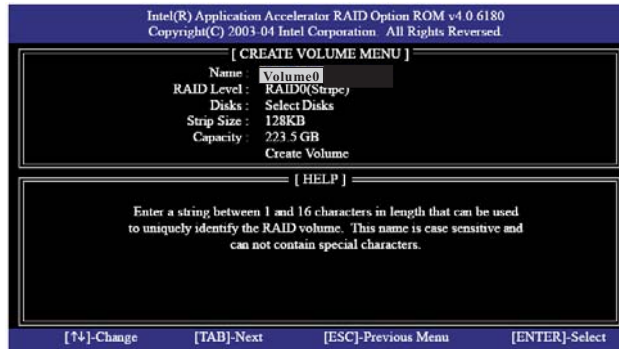 Intel(R) Application Accelerator RAID Option ROM v4.0 6180
Copyright(C) 2003-04 Intel Corporation. All Rights Reversed.
[ CREATE VOLUME MENU ]
Name : Volume0
RAID Level : RAID0(Stripe)
Disks : Select Disks
Strip Size : 128KB
Capacity : 223.5 GB
Create Volume
[ HELP ]
Enter a string between 1 and 16 characters in length that can be used
to uniquely identify the RAID volume. This name is case sensitive and
can not contain special characters.
[↑↓]-Change [TAB]-Next [ESC]-Previous Menu [ENTER]-Select